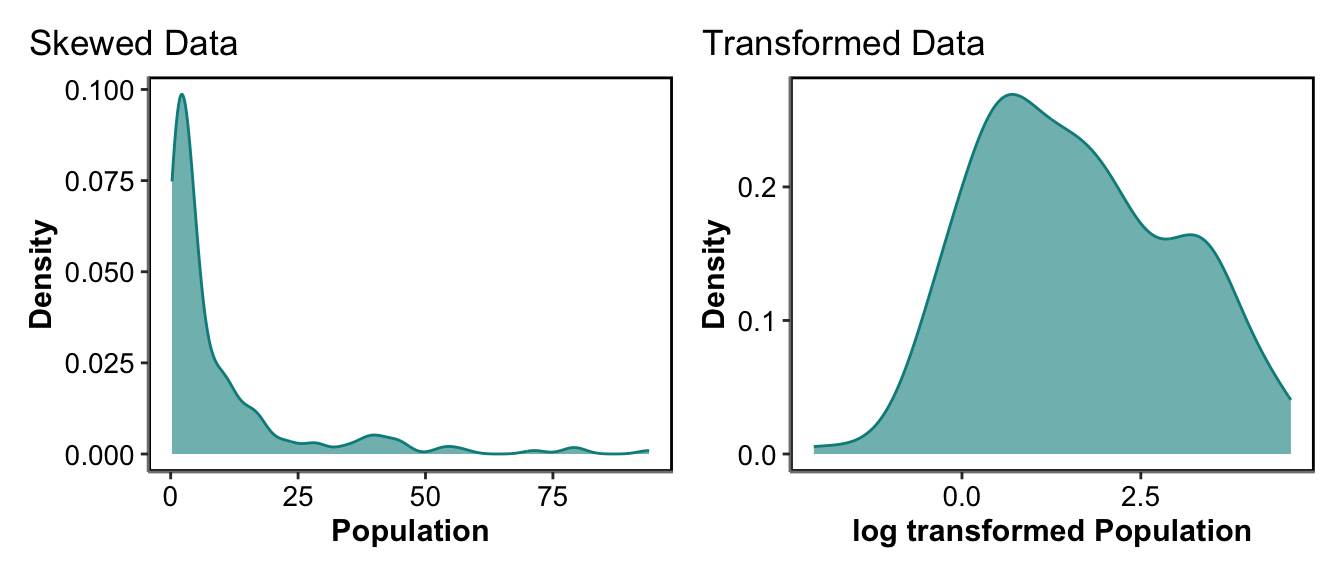 Skewed Data
0.100
0.075
0.050
0.025
0.000
Density
0 25 50 75
Population
Transformed Data
0.2
0.1
0.0
Density
0.0 2.5
log transformed Population